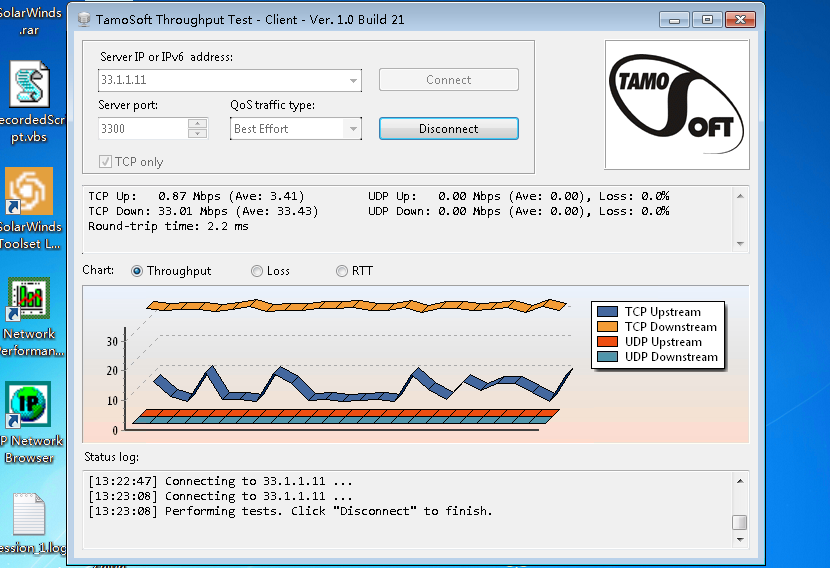 SolarWinds
.rar
TamoSoft Throughput Test - Client - Ver. 1.0 Build 21
Server IP or IPv6 address:
33.1.1.11
Connect
Server port:
QoS traffic type:
3300
Best Effort
Disconnect
TCP only
TAMO
SOFT
ecordedScr
pt.vbs
SolarWinds
Toolset L...
Network
Performan...
P Network
Browser
ession_1.log
TCP Up: 0.87 Mbps (Ave: 3.41) UDP Up: 0.00 Mbps (Ave: 0.00), Loss: 0.0%
TCP Down: 33.01 Mbps (Ave: 33.43) UDP Down: 0.00 Mbps (Ave: 0.00), Loss: 0.0%
Round-trip time: 2.2 ms
Chart: Throughput Loss RTT
30
20
10
0
TCP Upstream
TCP Downstream
UDP Upstream
UDP Downstream
Status log:
[13:22:47] Connecting to 33.1.1.11 ...
[13:23:08] Connecting to 33.1.1.11 ...
[13:23:08] Performing tests. Click "Disconnect" to finish.